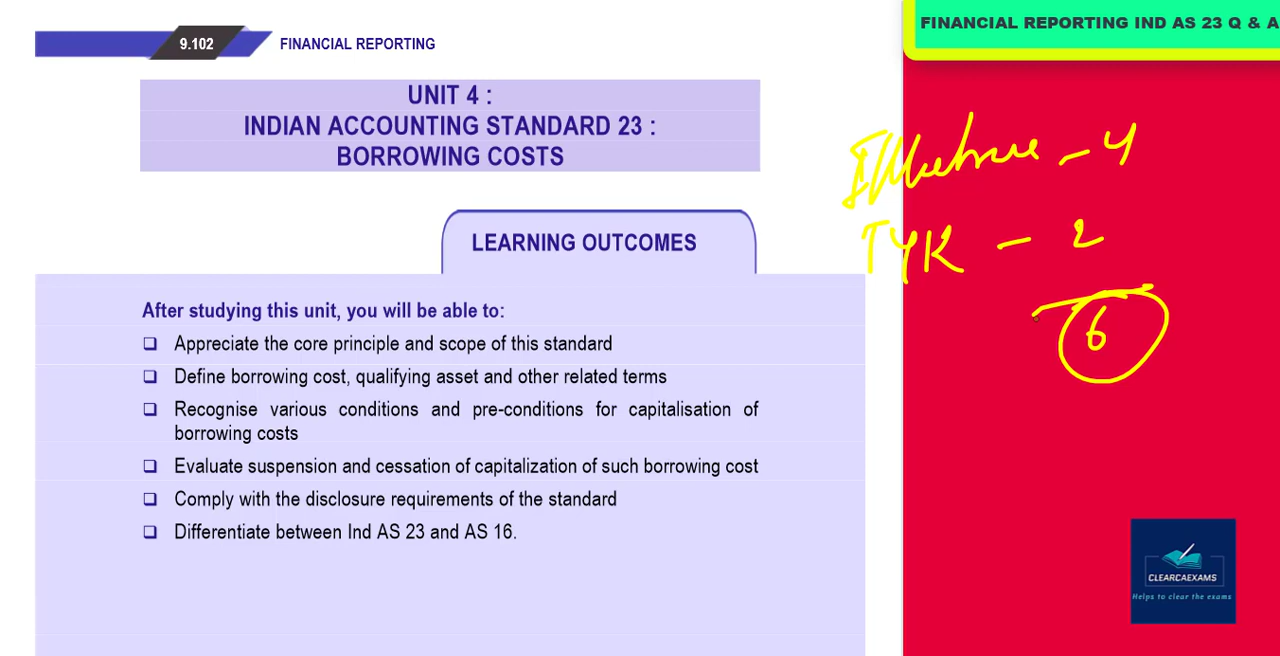 9.102
FINANCIAL REPORTING
FINANCIAL REPORTING IND AS 23 Q & A
UNIT 4 :
INDIAN ACCOUNTING STANDARD 23 :
BORROWING COSTS
LEARNING OUTCOMES
After studying this unit, you will be able to:
❑ Appreciate the core principle and scope of this standard
❑ Define borrowing cost, qualifying asset and other related terms
❑ Recognise various conditions and pre-conditions for capitalisation of
borrowing costs
❑ Evaluate suspension and cessation of capitalization of such borrowing cost
❑ Comply with the disclosure requirements of the standard
❑ Differentiate between Ind AS 23 and AS 16.
– 4
TYK – 2
6
CLEARCAEXAMS
Helps to clear the exams